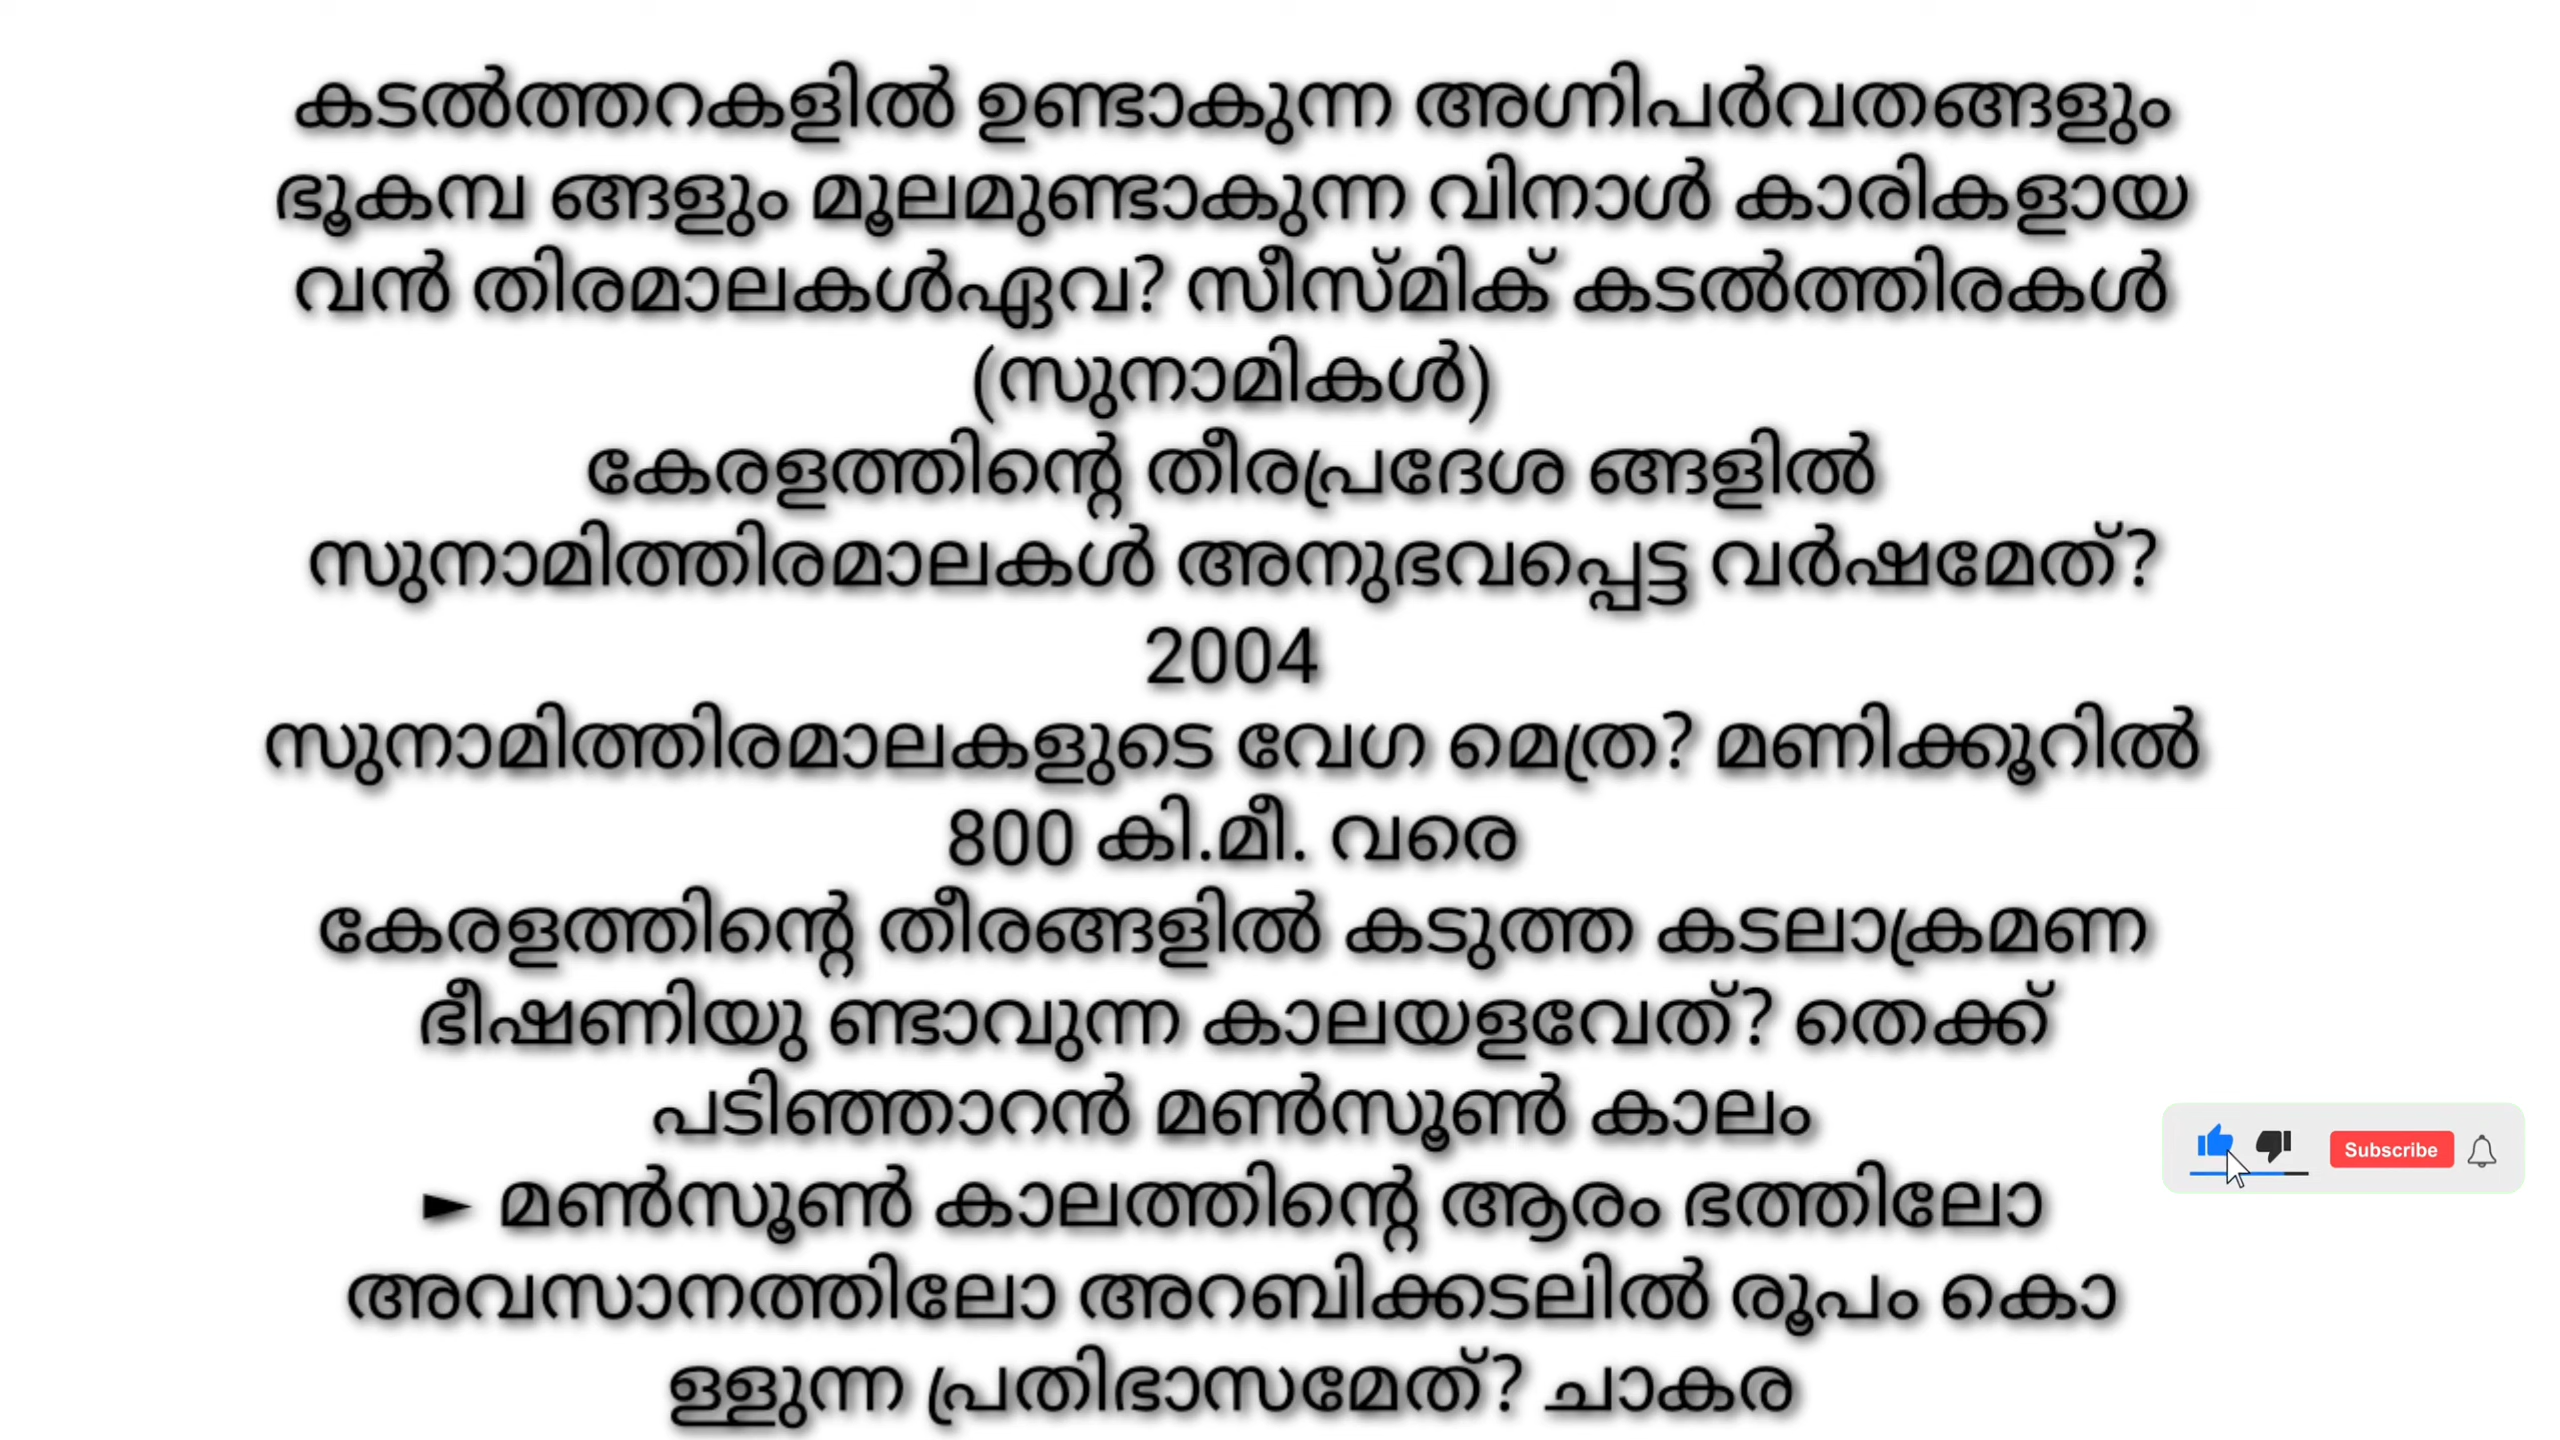 കടൽത്തറകളിൽ ഉണ്ടാകുന്ന അഗ്നിപർവതങ്ങളും
ഭൂകമ്പ ങ്ങളും മൂലമുണ്ടാകുന്ന വിനാൾ കാരികളായ
വൻ തിരമാലകൾഏവ? സീസ്മിക് കടൽത്തിരകൾ
(സുനാമികൾ)
കേരളത്തിന്റെ തീരപ്രദേശ ങ്ങളിൽ
സുനാമിത്തിരമാലകൾ അനുഭവപ്പെട്ട വർഷമേത്?
2004
സുനാമിത്തിരമാലകളുടെ വേഗ മെത്ര? മണിക്കൂറിൽ
800 കി.മീ. വരെ
കേരളത്തിന്റെ തീരങ്ങളിൽ കടുത്ത കടലാക്രമണ
ഭീഷണിയു ണ്ടാവുന്ന കാലയളവേത്? തെക്ക്
പടിഞ്ഞാറൻ മൺസൂൺ കാലം
► മൺസൂൺ കാലത്തിന്റെ ആരം ഭത്തിലോ
അവസാനത്തിലോ അറബിക്കടലിൽ രൂപം കൊ
ള്ളുന്ന പ്രതിഭാസമേത്? ചാകര
Subscribe